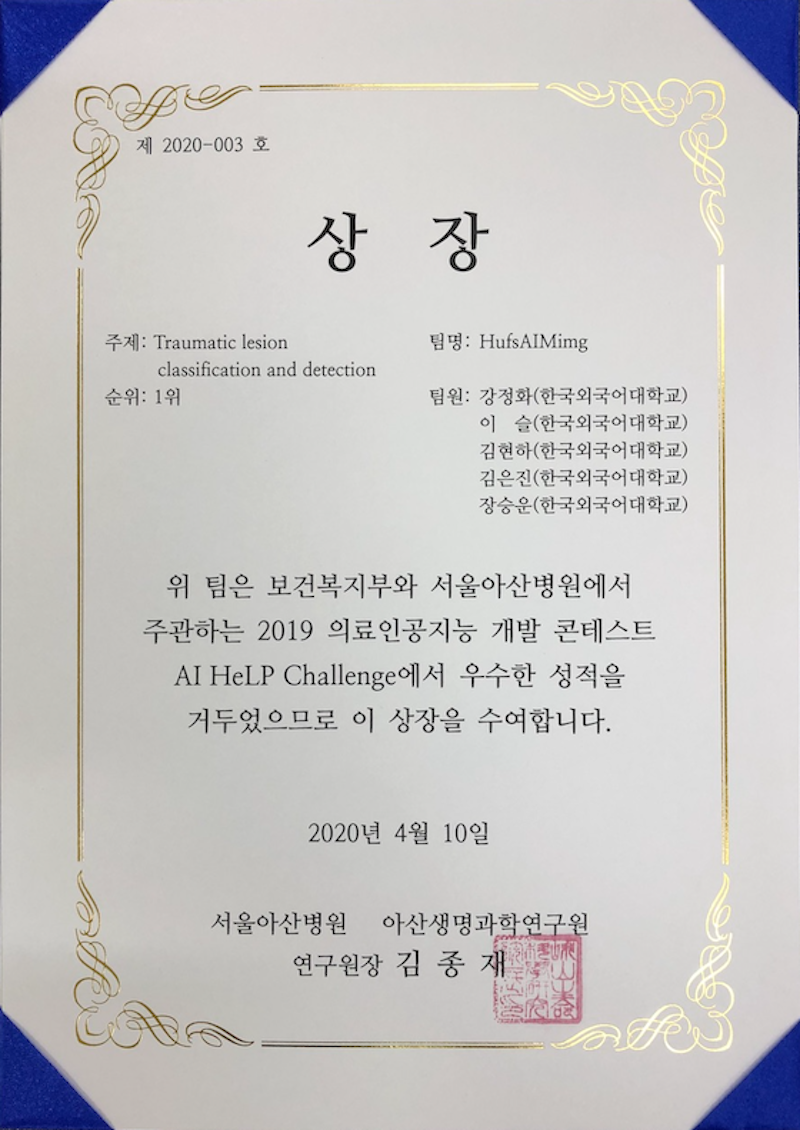 제 2020-003 호
상 장
주제: Traumatic lesion
classification and detection
순위: 1위
팀명: HufsAIMimg
팀원: 강정화(한국외국어대학교)
이 슬(한국외국어대학교)
김현하(한국외국어대학교)
김은진(한국외국어대학교)
장승운(한국외국어대학교)
위 팀은 보건복지부와 서울아산병원에서
주관하는 2019 의료인공지능 개발 콘테스트
AI HeLP Challenge에서 우수한 성적을
거두었으므로 이 상장을 수여합니다.
2020년 4월 10일
서울아산병원 아산생명과학연구원
연구원장 김 종 재